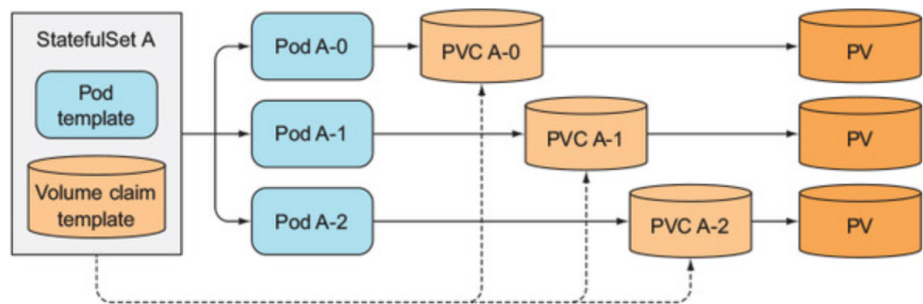 StatefulSet A
Pod
template
Volume claim
template
Pod A-0
PVC A-0
PV
Pod A-1
PVC A-1
PV
Pod A-2
PVC A-2
PV